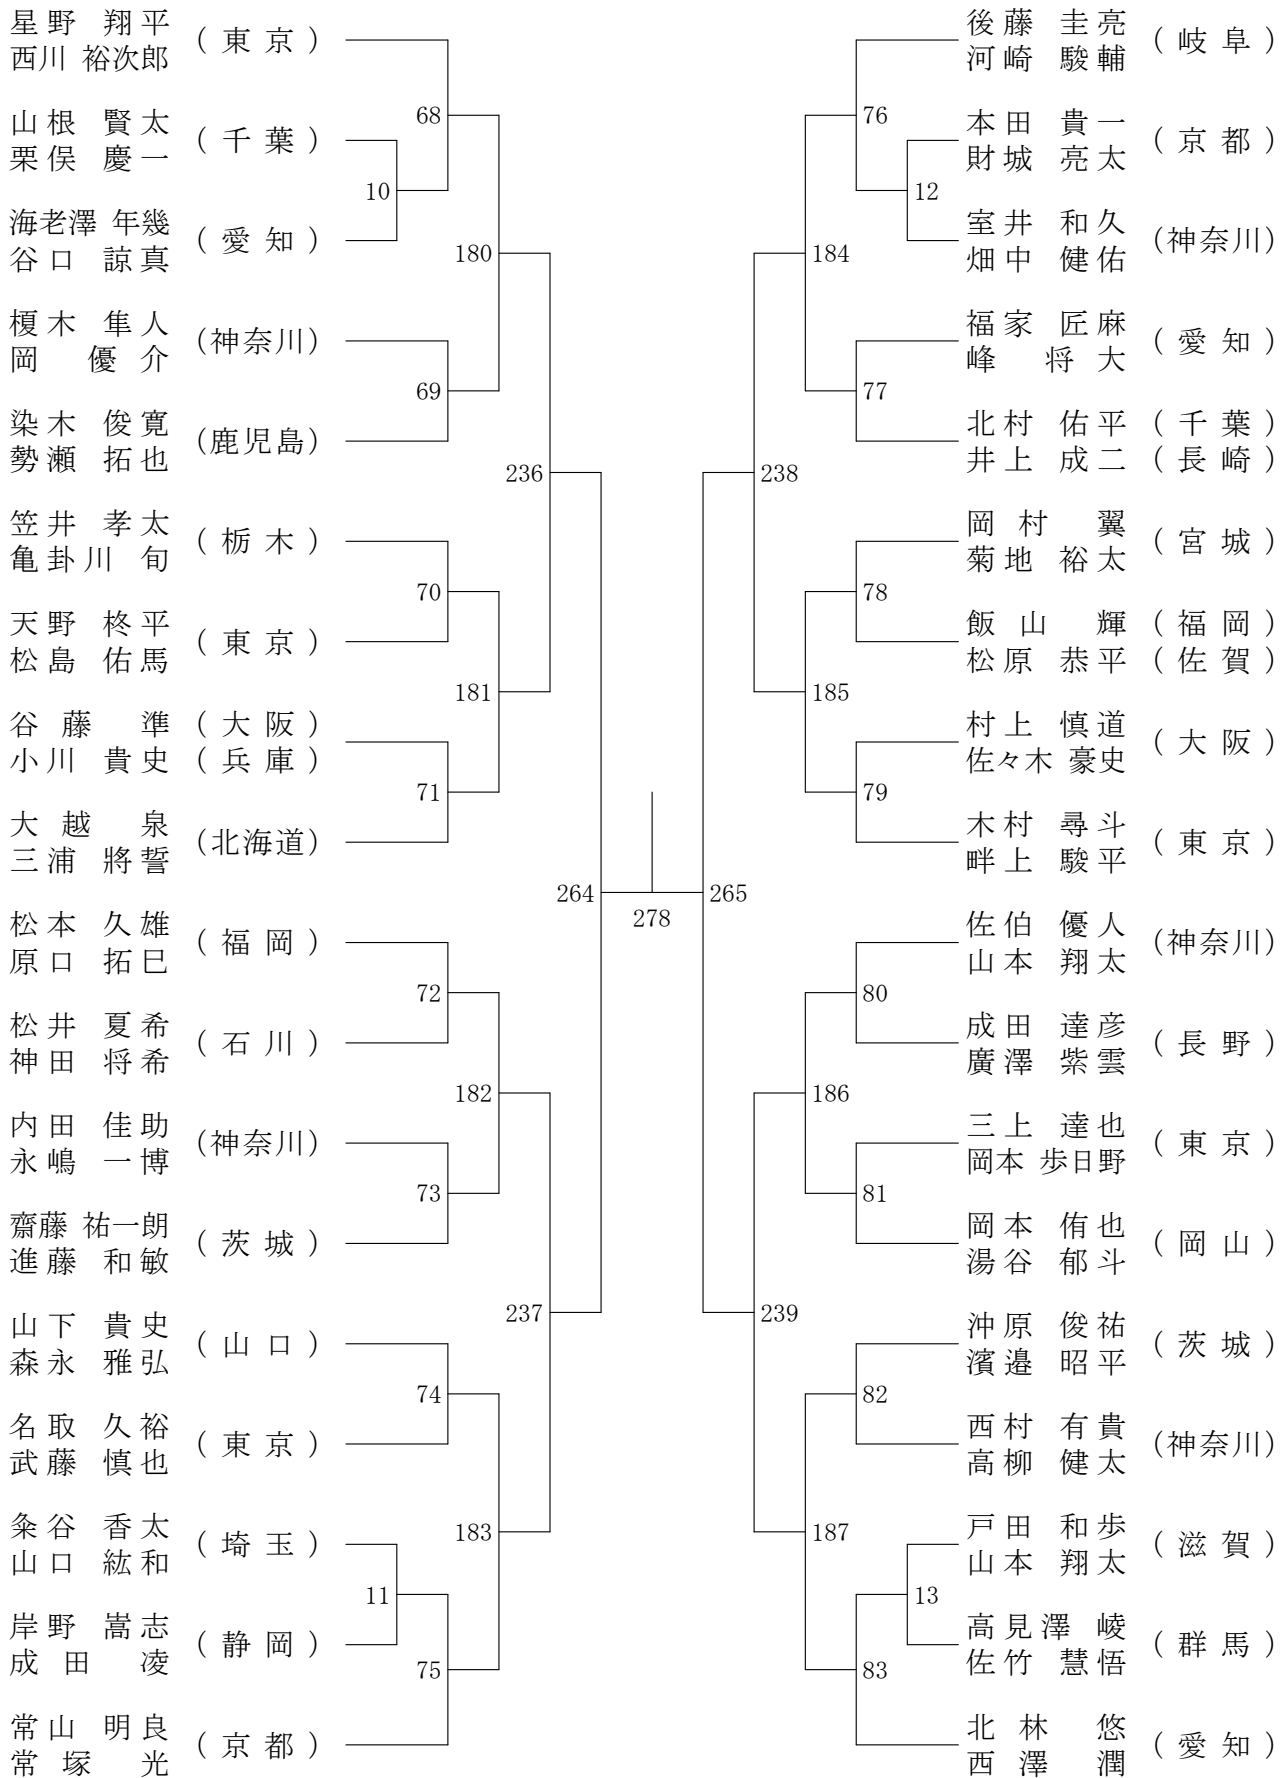 星野 翔平 (東京)
西川 裕次郎
山根 賢太 (千葉)
栗俣 慶一
海老澤 年幾 (愛知)
谷口 諒真
榎木 隼人 (神奈川)
岡 優介
染木 俊寛 (鹿児島)
勢瀬 拓也
笠井 孝太 (栃木)
亀卦川 旬
天野 柊平 (東京)
松島 佑馬
谷藤 準 (大阪)
小川 貴史 (兵庫)
大越 泉 (北海道)
三浦 將誓
松本 久雄 (福岡)
原口 拓巳
松井 夏希 (石川)
神田 将希
内田 佳助 (神奈川)
永嶋 一博
齋藤 祐一朗 (茨城)
進藤 和敏
山下 貴史 (山口)
森永 雅弘
名取 久裕 (東京)
武藤 慎也
粂谷 香太 (埼玉)
山口 紘和
岸野 嵩志 (静岡)
成田 凌
常山 明良 (京都)
常塚 光
68
10
180
69
236
70
181
71
264
72
182
73
237
74
183
11
75
278
後藤 圭亮 (岐阜)
河崎 駿輔
本田 貴一 (京都)
財城 亮太
室井 和久 (神奈川)
畑中 健佑
福家 匠麻 (愛知)
峰 将大
北村 佑平 (千葉)
井上 成二 (長崎)
岡村 翼 (宮城)
菊地 裕太
飯山 輝 (福岡)
松原 恭平 (佐賀)
村上 慎道 (大阪)
佐々木 豪史
木村 尋斗 (東京)
畔上 駿平
佐伯 優人 (神奈川)
山本 翔太
成田 達彦 (長野)
廣澤 紫雲
三上 達也 (東京)
岡本 歩日野
岡本 侑也 (岡山)
湯谷 郁斗
沖原 俊祐 (茨城)
濱邉 昭平
西村 有貴 (神奈川)
高柳 健太
戸田 和歩 (滋賀)
山本 翔太
高見澤 崚 (群馬)
佐竹 慧悟
北林 悠 (愛知)
西澤 潤
76
12
184
77
238
78
185
79
265
80
186
81
239
82
187
13
83